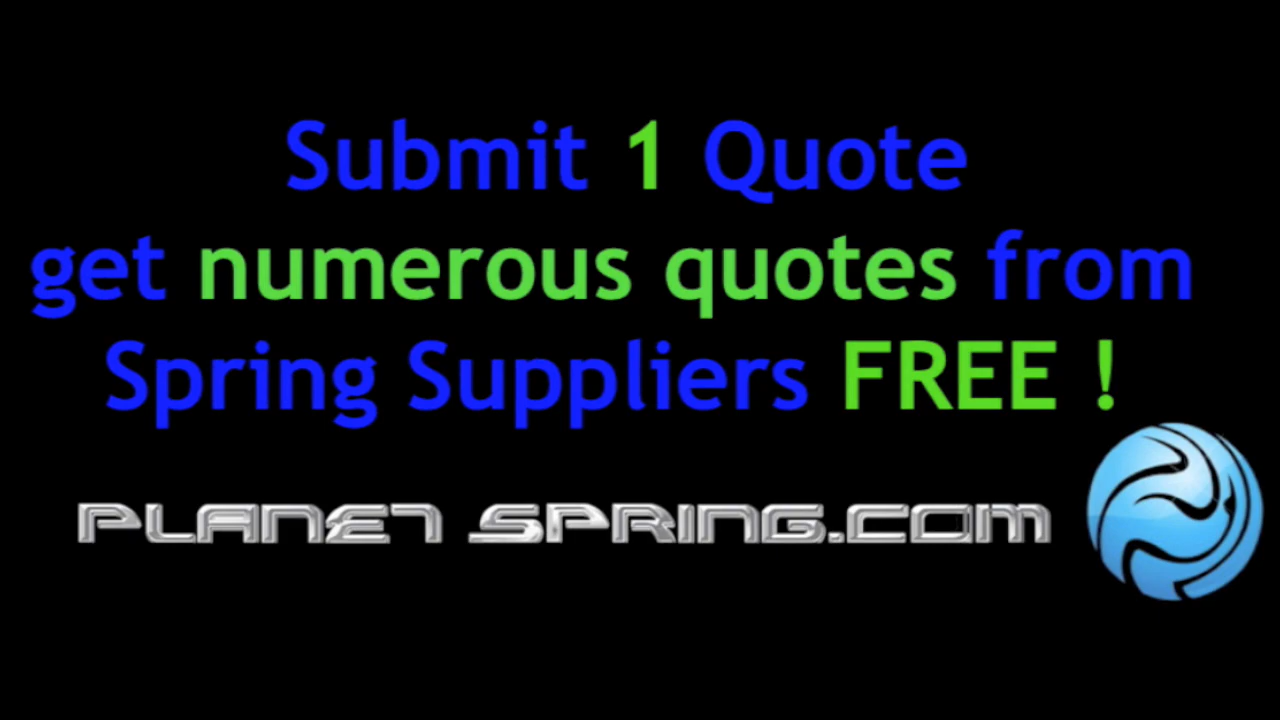 Submit 1 Quote
get numerous quotes from
Spring Suppliers FREE !
PLANET SPRING.COM